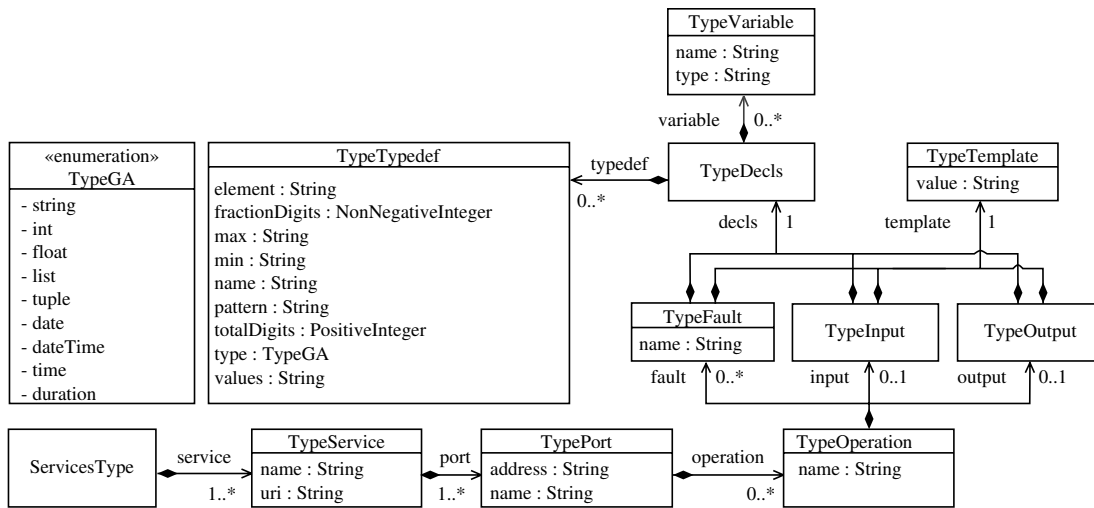 TypeVariable
name : String
type : String
variable
0..*
«enumeration»
TypeGA
- string
- int
- float
- list
- tuple
- date
- dateTime
- time
- duration
TypeTypedef
element : String
fractionDigits : NonNegativeInteger
max : String
min : String
name : String
pattern : String
totalDigits : PositiveInteger
type : TypeGA
values : String
typedef
0..*
TypeDecls
TypeTemplate
value : String
decls
1
template
1
TypeFault
name : String
TypeInput
TypeOutput
fault
0..*
input
0..1
output
0..1
ServicesType
service
1..*
TypeService
name : String
uri : String
port
1..*
TypePort
address : String
name : String
operation
0..*
TypeOperation
name : String